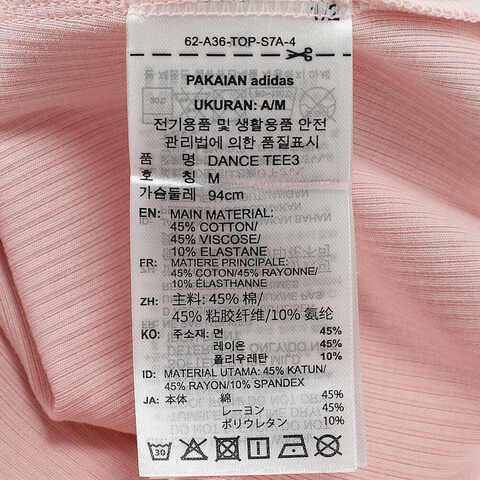 1/2
62-A36-TOP-S7A-4
PAKAIAN adidas
UKURAN: A/M
전기용품 및 생활용품 안전
관리법에 의한 품질표시
품 명 DANCE TEE3
호 칭 M
가슴둘레 94cm
EN: MAIN MATERIAL:
45% COTTON/
45% VISCOSE/
10% ELASTANE
FR: MATIERE PRINCIPALE:
45% COTON/45% RAYONNE/
10% ÉLASTHANNE
ZH: 主料: 45% 棉/
45% 粘胶纤维/10% 氨纶
KO: 주소재: 면 45%
레이온 45%
폴리우레탄 10%
ID: MATERIAL UTAMA: 45% KATUN/
45% RAYON/10% SPANDEX
JA: 本体 綿 45%
レーヨン 45%
ポリウレタン 10%
30